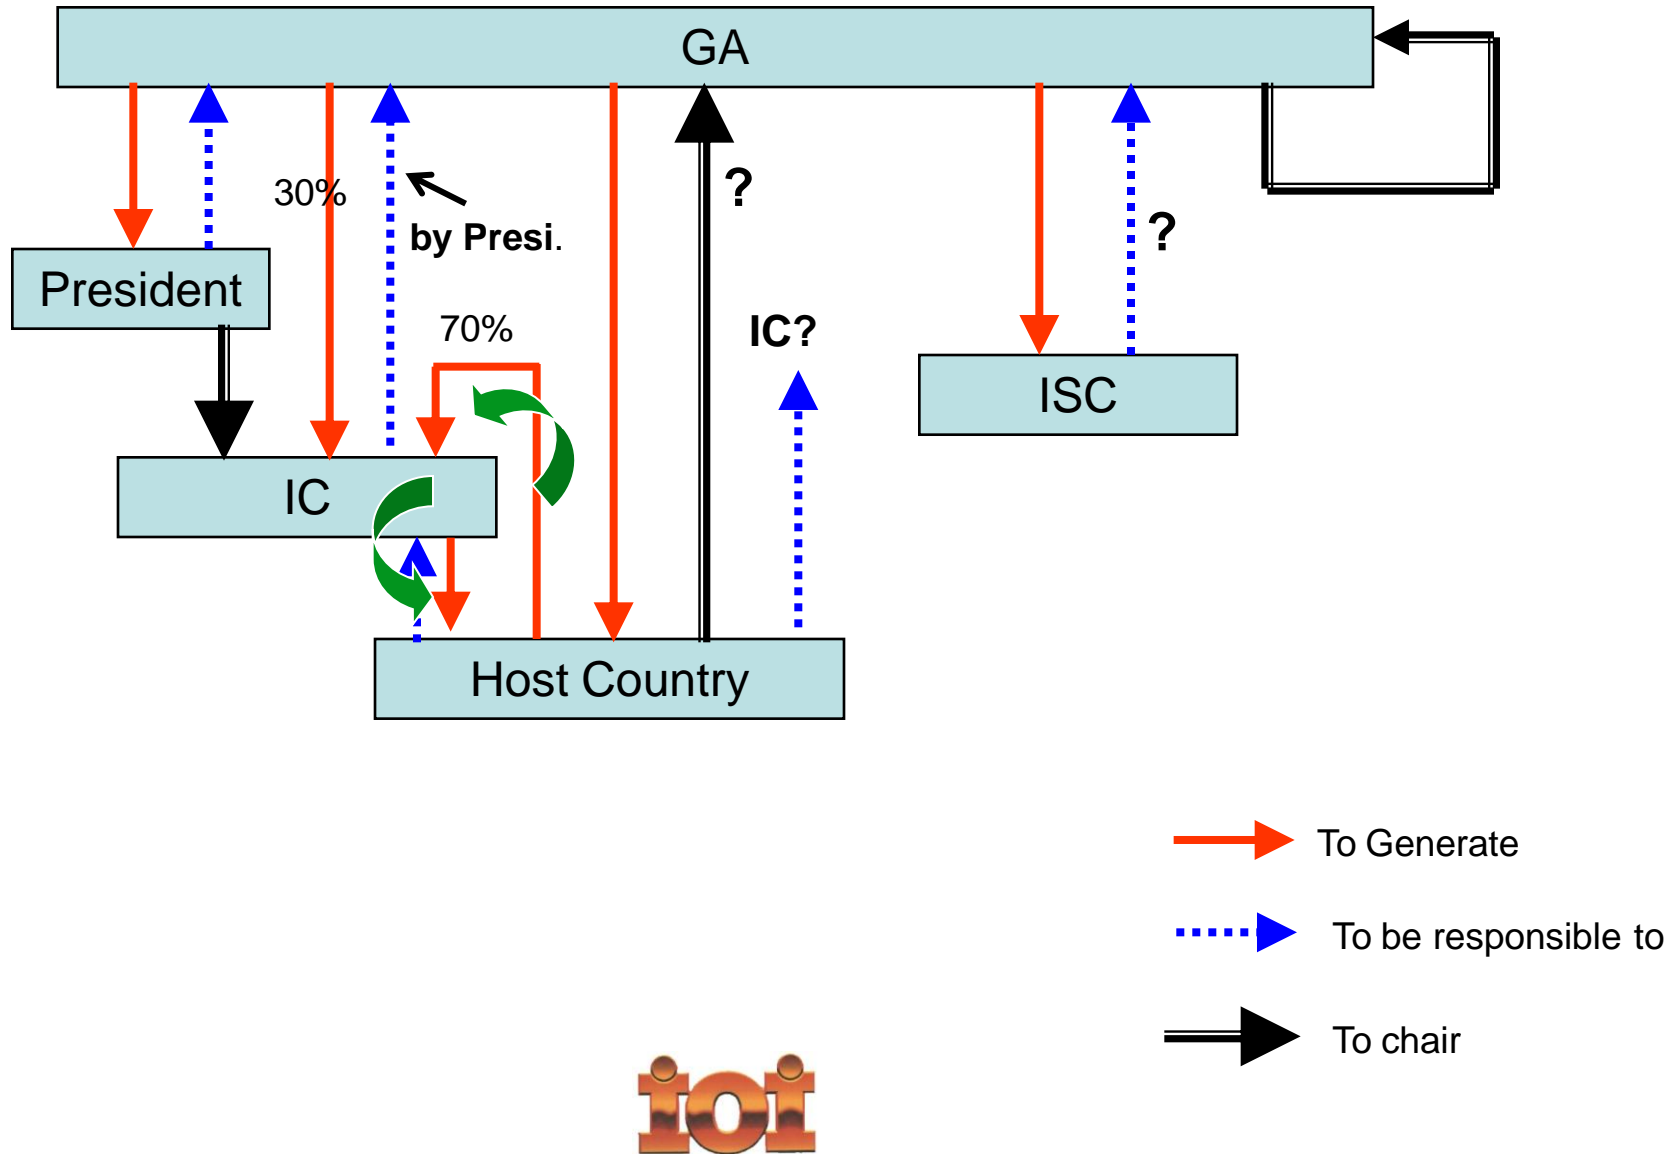 GA
30%
?
by Presi.
?
President
70%
IC?
ISC
IC
Host Country
To Generate
To be responsible to
To chair
ioi